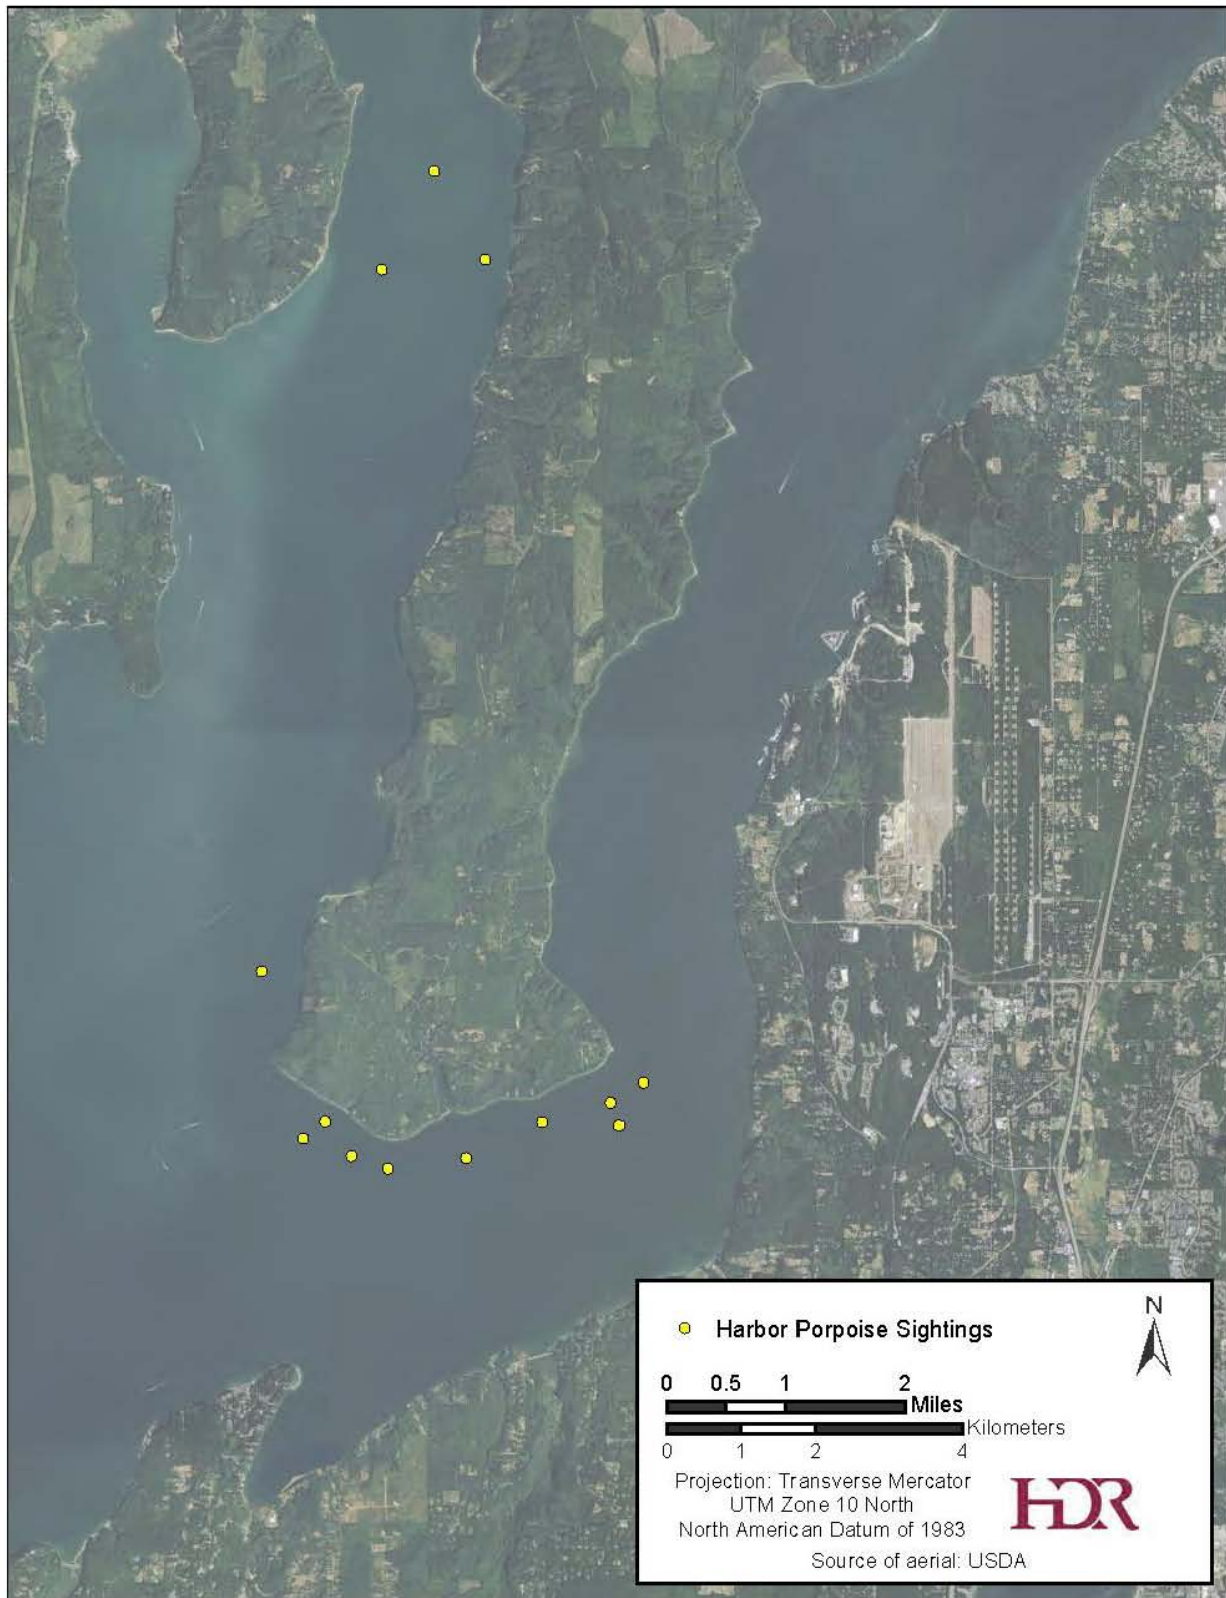 N
Harbor Porpoise Sightings
0 0.5 1 2
Miles
Kilometers
0 1 2 4
Projection: Transverse Mercator
UTM Zone 10 North
North American Datum of 1983
HDR
Source of aerial: USDA